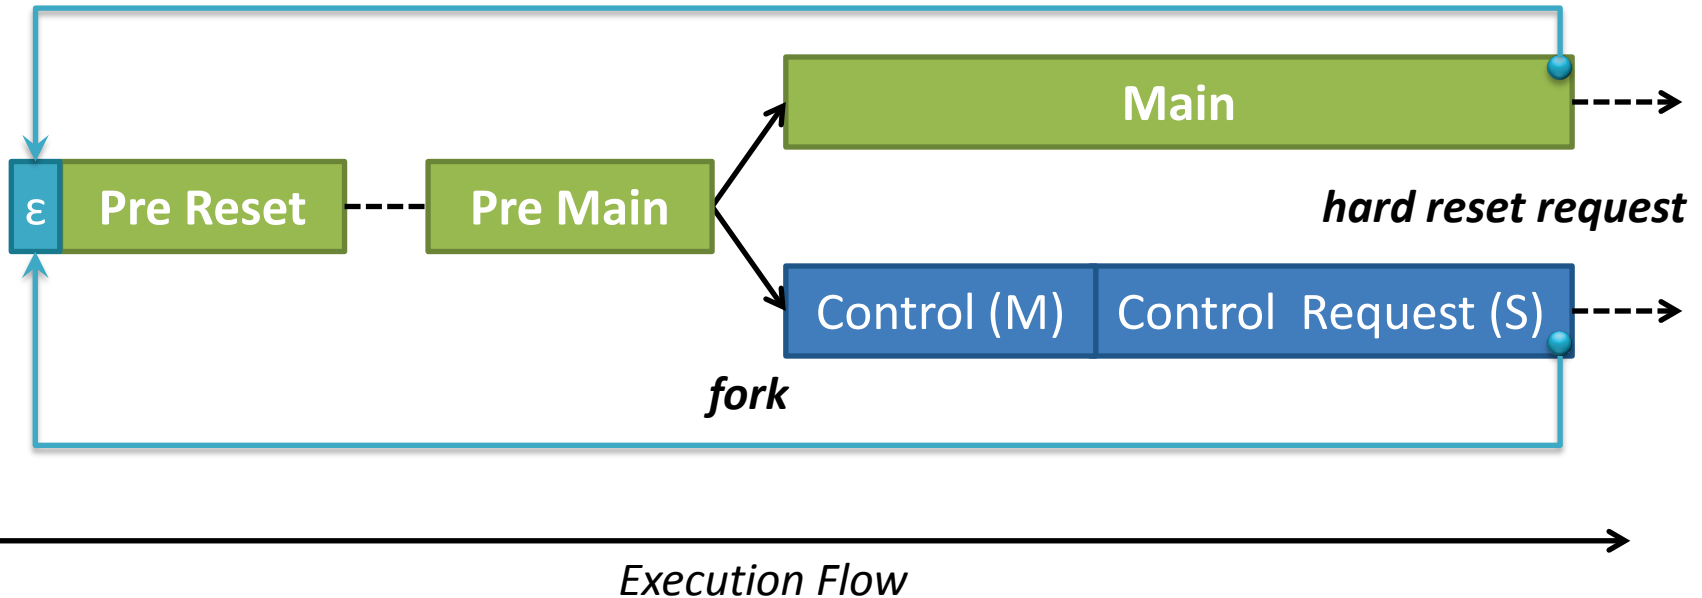 Main
ε
Pre Reset
Pre Main
hard reset request
Control (M)
Control Request (S)
fork
Execution Flow